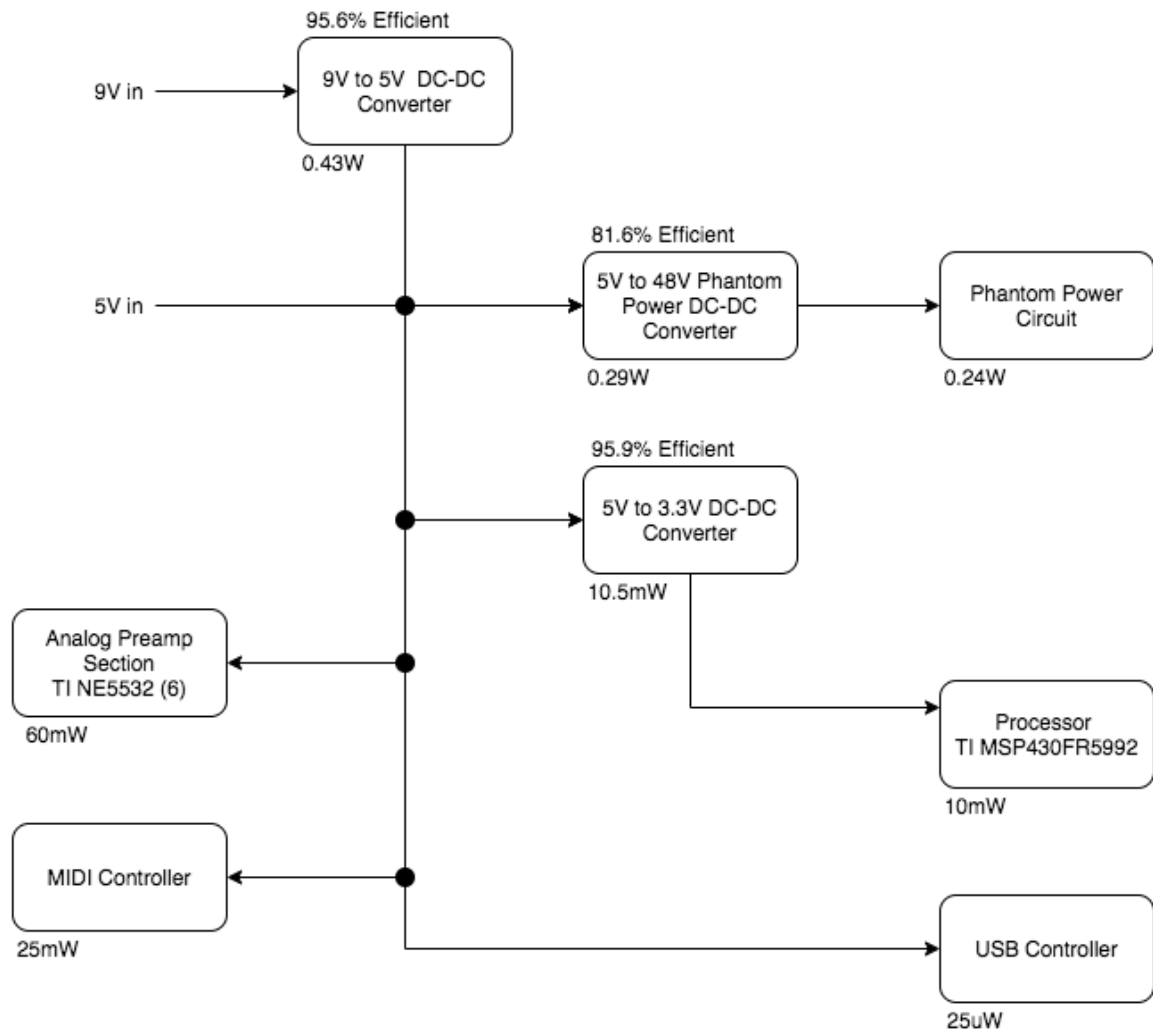 95.6% Efficient
9V to 5V DC-DC
Converter
9V in
0.43W
81.6% Efficient
5V in
5V to 48V Phantom
Power DC-DC
Converter
Phantom Power
Circuit
0.29W
0.24W
95.9% Efficient
5V to 3.3V DC-DC
Converter
10.5mW
Analog Preamp
Section
TI NE5532 (6)
60mW
Processor
TI MSP430FR5992
10mW
MIDI Controller
25mW
USB Controller
25uW